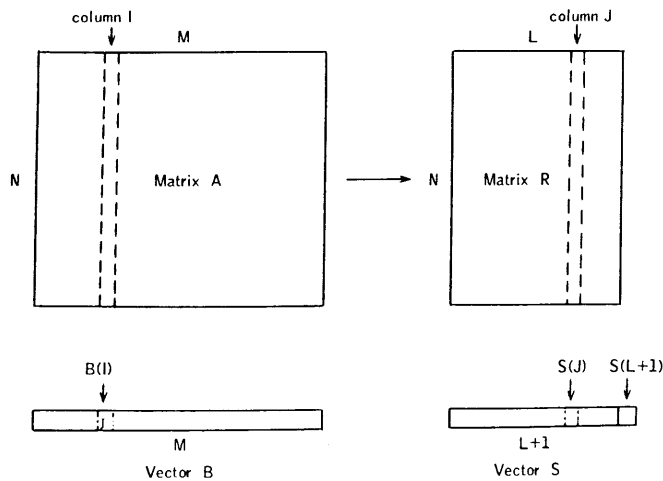 column I
column J
M
L
N
Matrix A
N
Matrix R
B(I)
S(J)
S(L+1)
M
L+1
Vector B
Vector S